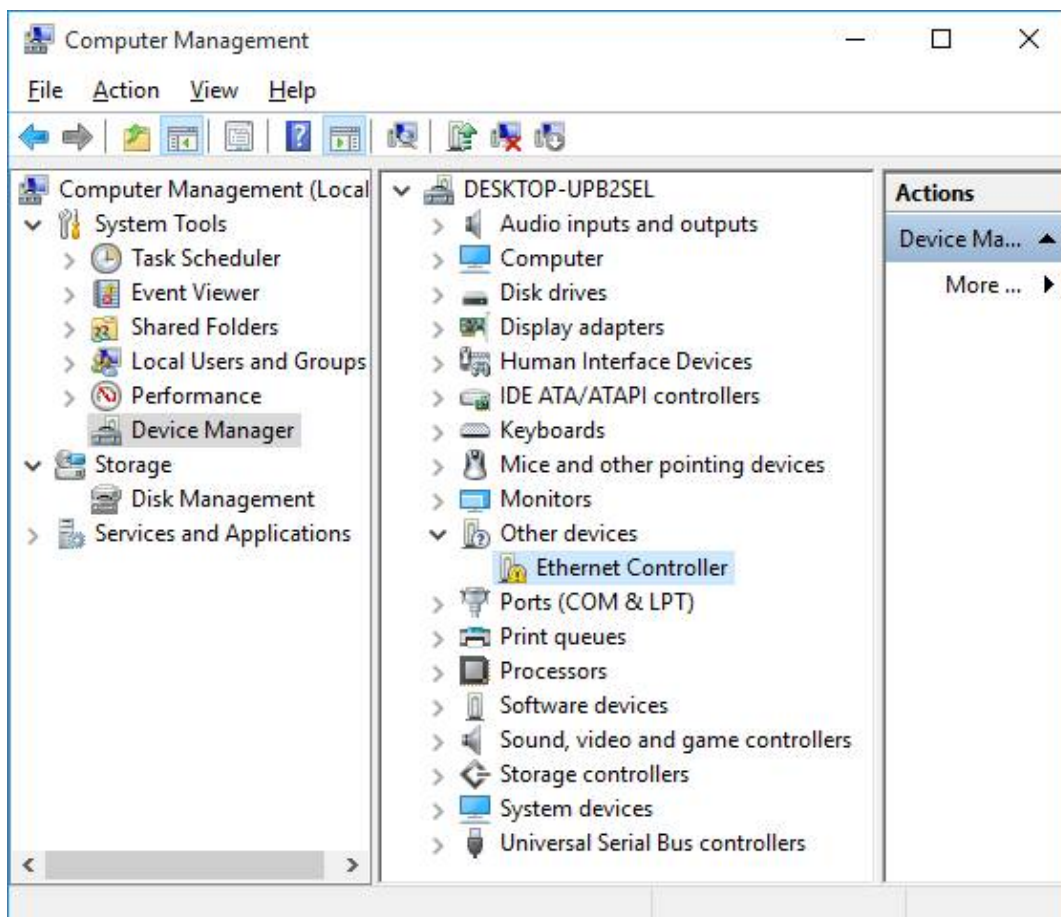 Computer Management
File Action View Help
Computer Management (Local
System Tools
Task Scheduler
Event Viewer
Shared Folders
Local Users and Groups
Performance
Device Manager
Storage
Disk Management
Services and Applications
DESKTOP-UPB2SEL
Audio inputs and outputs
Computer
Disk drives
Display adapters
Human Interface Devices
IDE ATA/ATAPI controllers
Keyboards
Mice and other pointing devices
Monitors
Other devices
Ethernet Controller
Ports (COM & LPT)
Print queues
Processors
Software devices
Sound, video and game controllers
Storage controllers
System devices
Universal Serial Bus controllers
Actions
Device Ma...
More ...